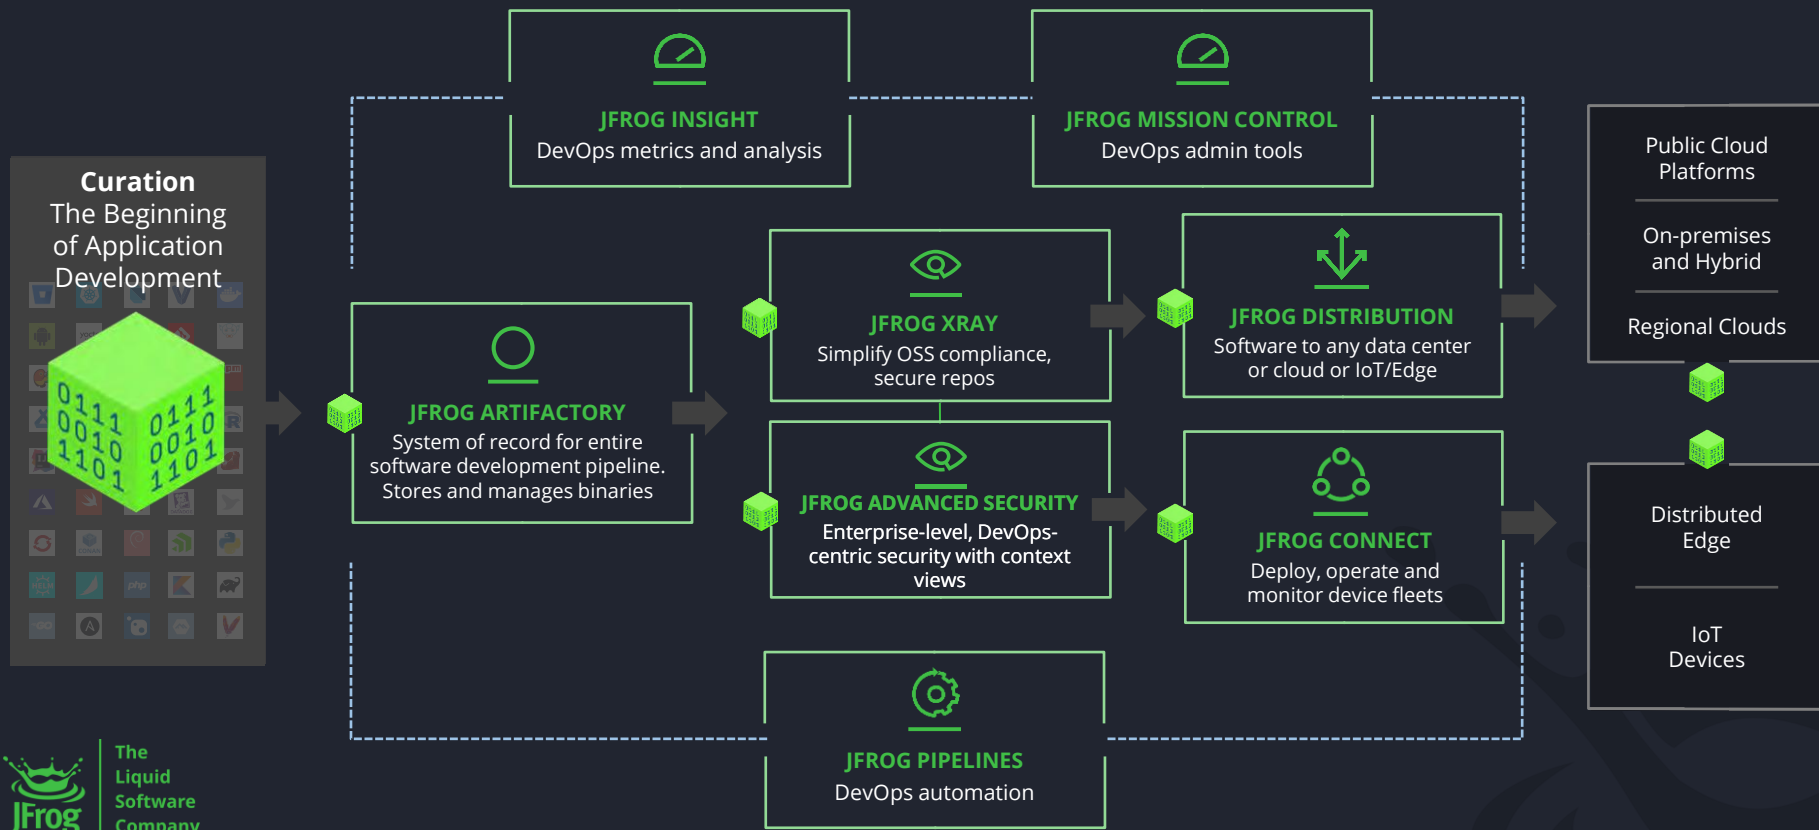 JFROG INSIGHT
DevOps metrics and analysis
JFROG MISSION CONTROL
DevOps admin tools
Curation
The Beginning
of Application
Development
0111
0010
1101
0111
0010
1101
JFROG ARTIFACTORY
System of record for entire
software development pipeline.
Stores and manages binaries
JFROG XRAY
Simplify OSS compliance,
secure repos
JFROG ADVANCED SECURITY
Enterprise-level, DevOps-
centric security with context
views
JFROG DISTRIBUTION
Software to any data center
or cloud or IoT/Edge
JFROG CONNECT
Deploy, operate and
monitor device fleets
JFROG PIPELINES
DevOps automation
Public Cloud
Platforms
On-premises
and Hybrid
Regional Clouds
Distributed
Edge
IoT
Devices
php
GO
JFrog
The
Liquid
Software
Company